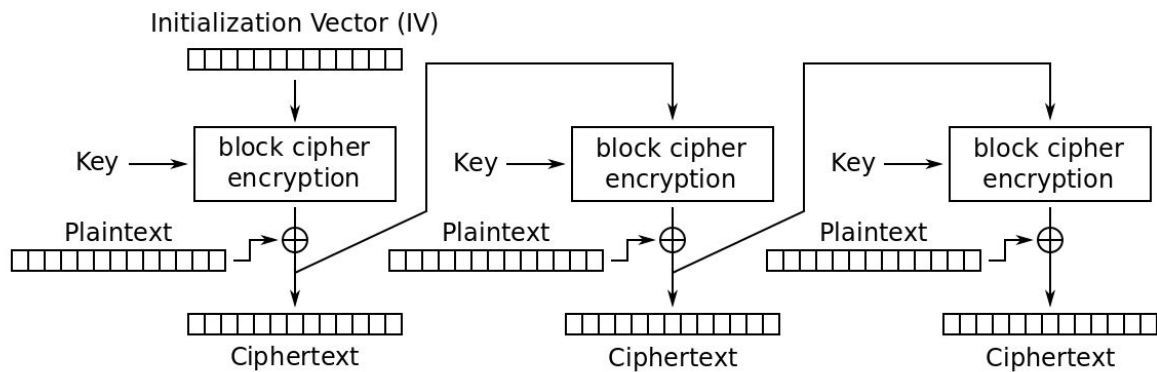 Initialization Vector (IV)
Key
block cipher
encryption
Plaintext
Ciphertext
Key
block cipher
encryption
Plaintext
Ciphertext
Key
block cipher
encryption
Plaintext
Ciphertext